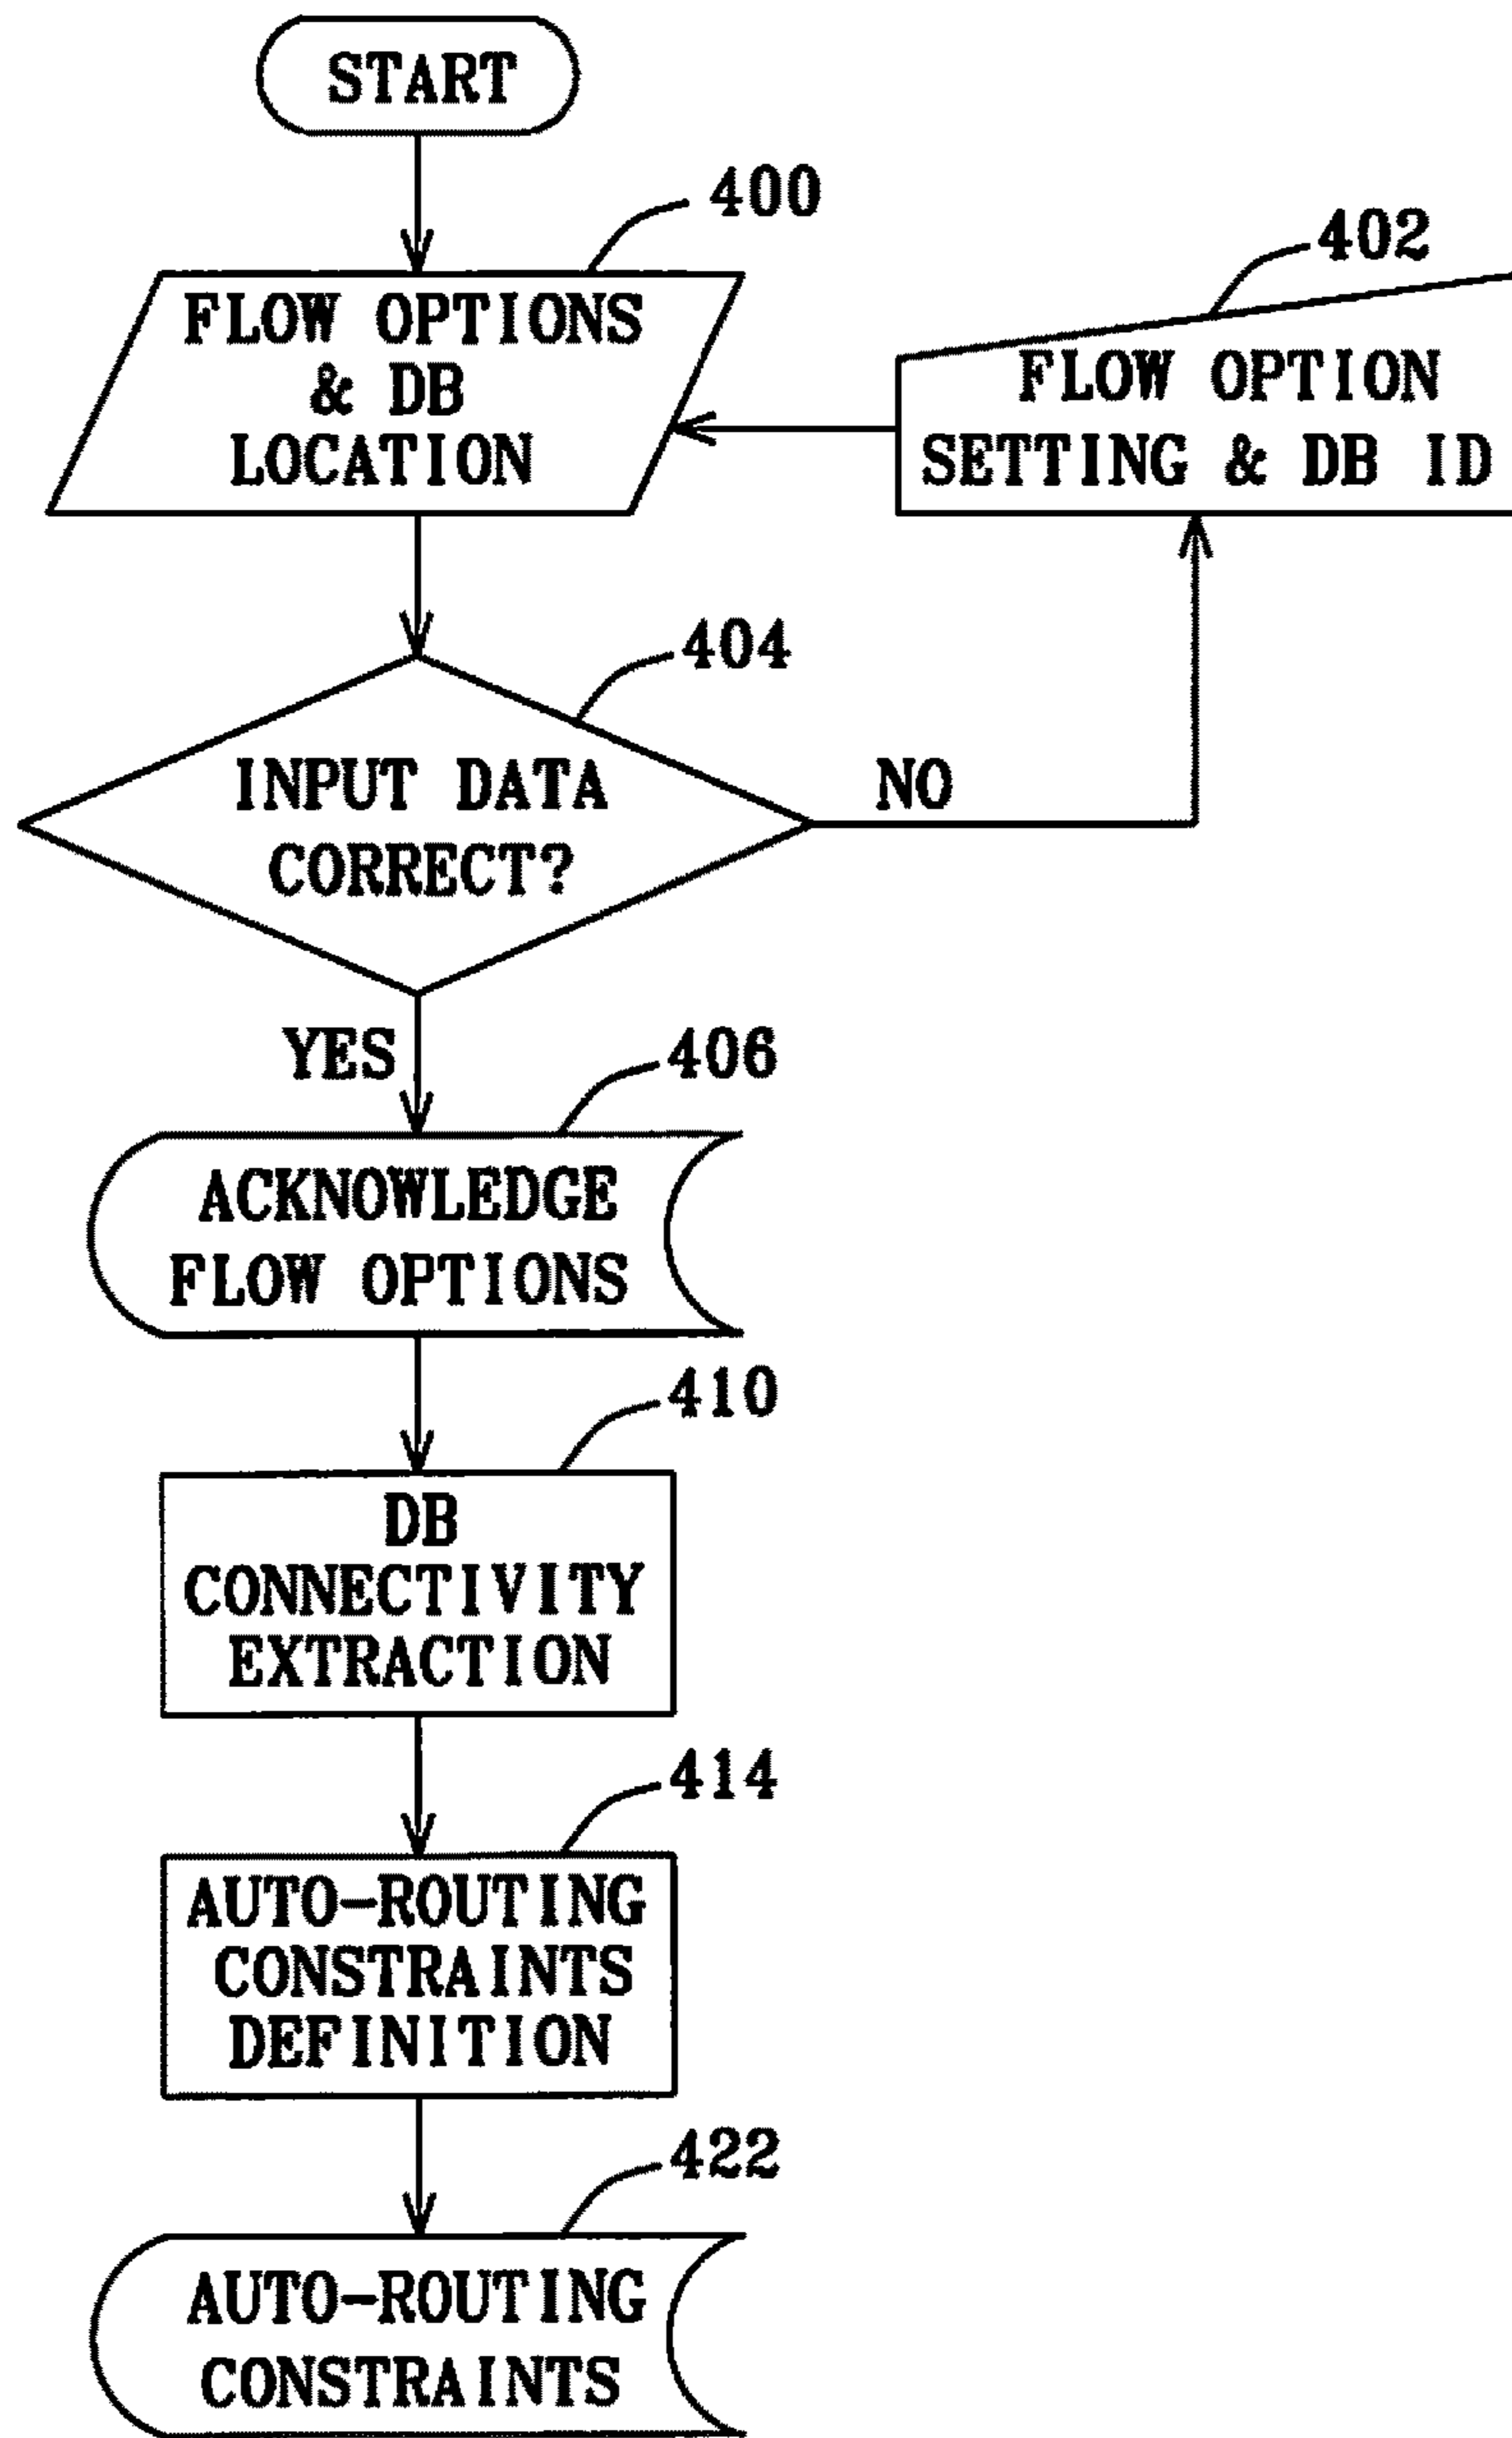 START
400
FLOW OPTIONS
& DB
LOCATION
402
FLOW OPTION
SETTING & DB ID
404
INPUT DATA
CORRECT?
NO
YES
406
ACKNOWLEDGE
FLOW OPTIONS
410
DB
CONNECTIVITY
EXTRACTION
414
AUTO-ROUTING
CONSTRAINTS
DEFINITION
422
AUTO-ROUTING
CONSTRAINTS